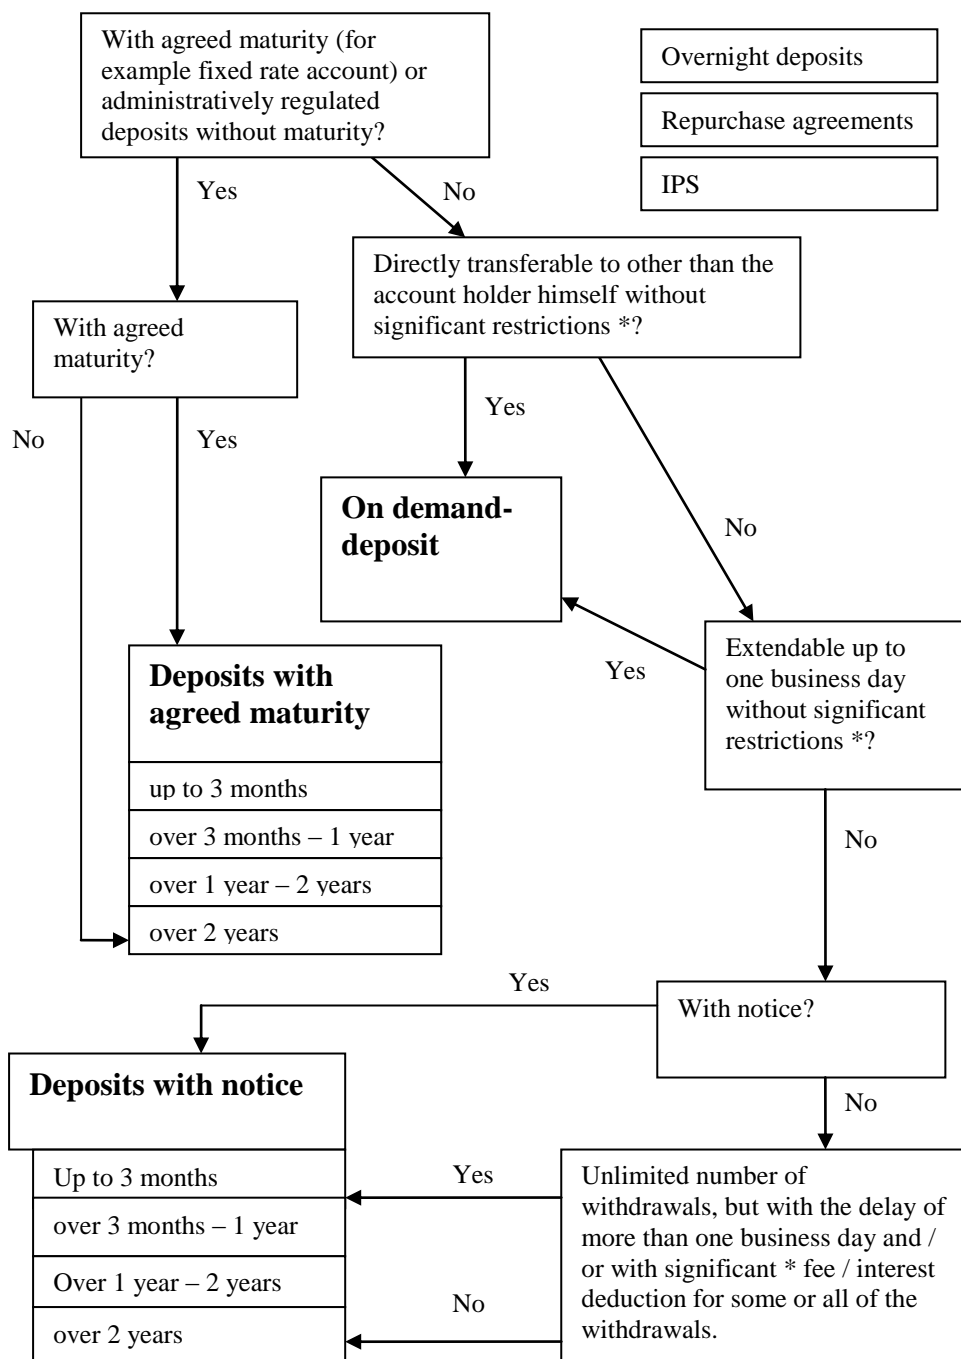 With agreed maturity (for
example fixed rate account) or
administratively regulated
deposits without maturity?
Overnight deposits
Repurchase agreements
IPS
Yes
No
Directly transferable to other than the
account holder himself without
significant restrictions *?
With agreed
maturity?
No
Yes
Yes
No
On demand-
deposit
Yes
Extendable up to
one business day
without significant
restrictions *?
Deposits with
agreed maturity
up to 3 months
over 3 months – 1 year
over 1 year – 2 years
over 2 years
No
Yes
With notice?
Deposits with notice
No
Up to 3 months
over 3 months – 1 year
Over 1 year – 2 years
over 2 years
Yes
No
Unlimited number of
withdrawals, but with the delay of
more than one business day and /
or with significant * fee / interest
deduction for some or all of the
withdrawals.